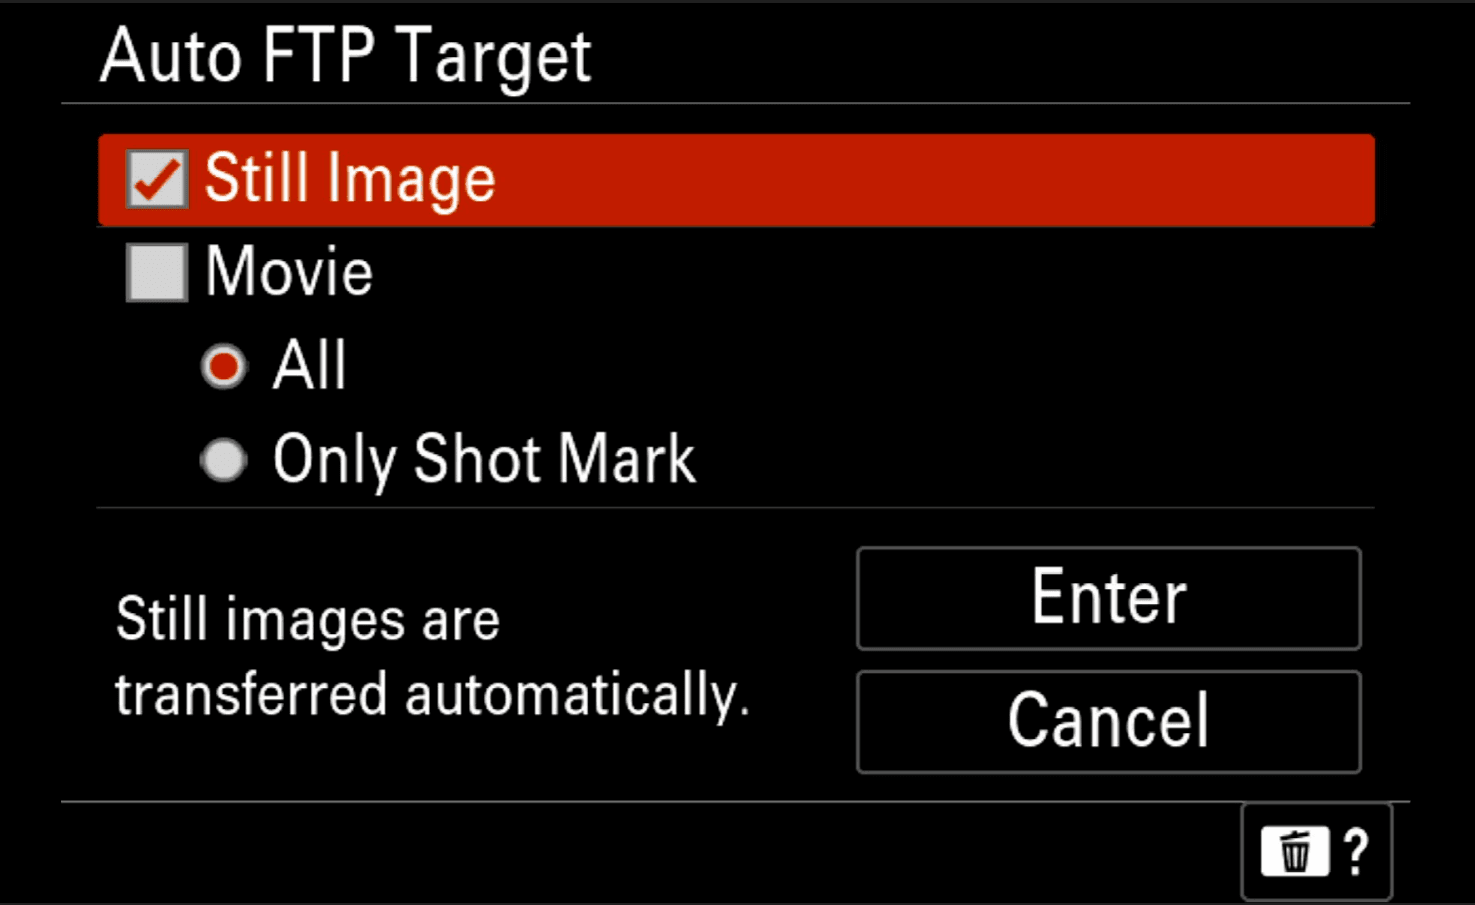 Auto FTP Target
Still Image
Movie
All
Only Shot Mark
Still images are
transferred automatically.
Enter
Cancel
?